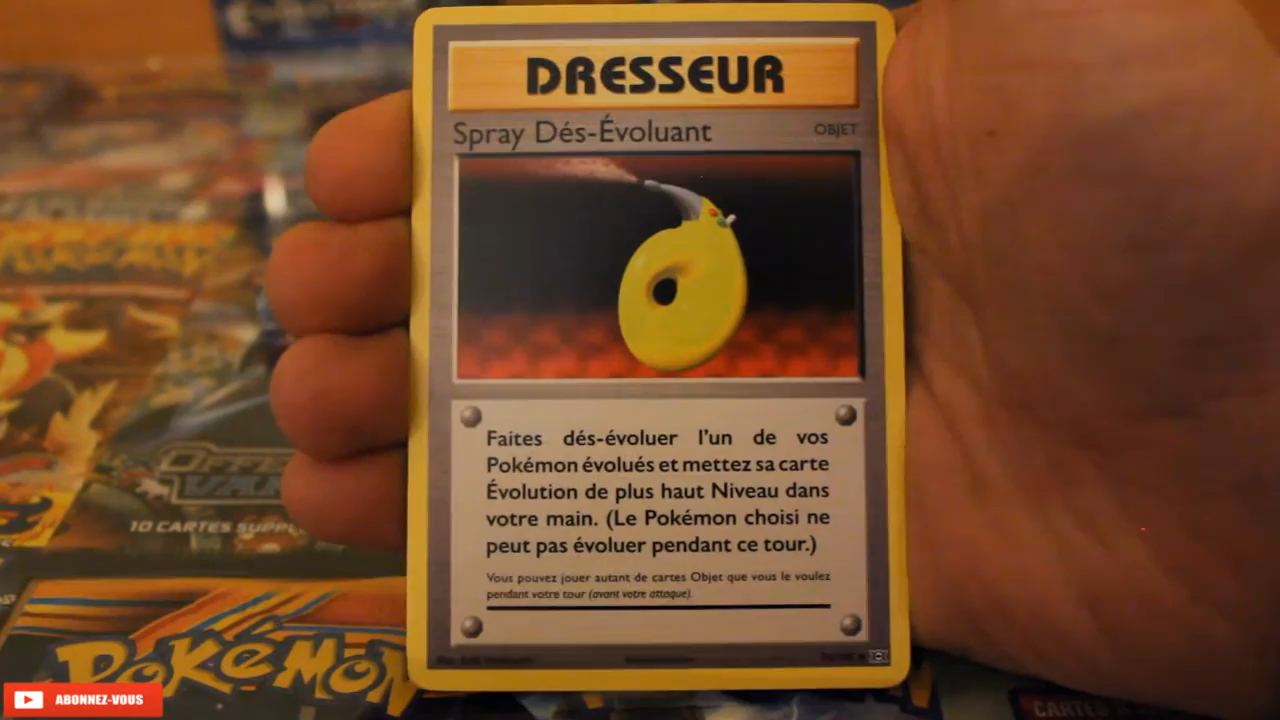 DRESSEUR
Spray Dés-Évoluant
OBJET
Faites dés-évoluer l'un de vos
Pokémon évolués et mettez sa carte
Évolution de plus haut Niveau dans
votre main. (Le Pokémon choisi ne
peut pas évoluer pendant ce tour.)
Vous pouvez jouer autant de cartes Objet que vous le voulez
pendant votre tour (avant votre attaque).
10 CARTES
POKÉMON
ABONNEZ-VOUS
CARTES